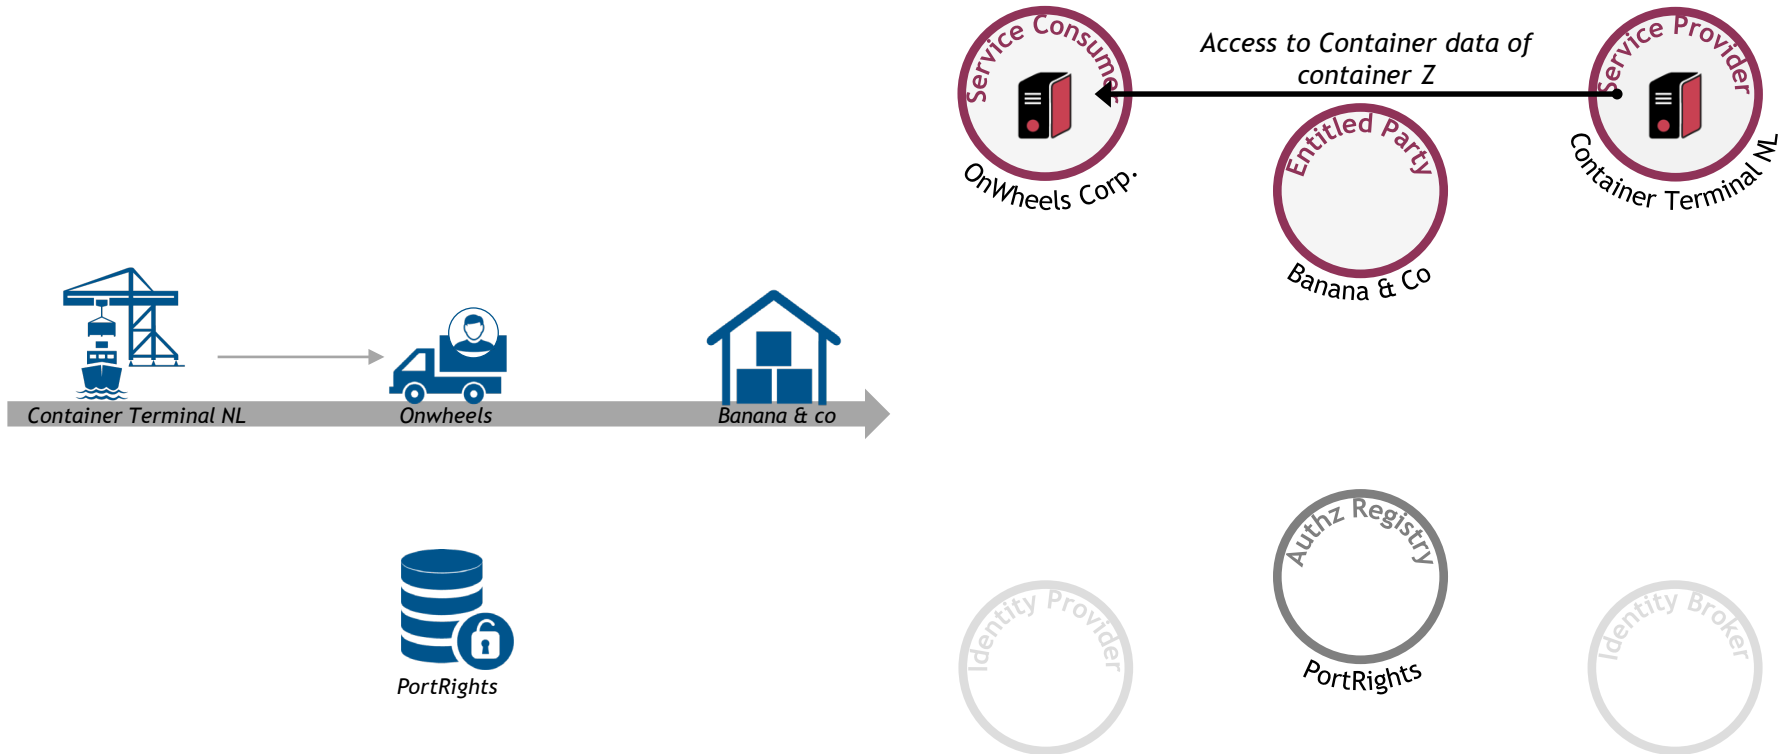 Container Terminal NL
Onwheels
Banana & co
PortRights
Service Consumer
OnWheels Corp.
Access to Container data of
container Z
Service Provider
Container Terminal NL
Entitled Party
Banana & Co
Authz Registry
PortRights
Identity Provider
Identity Broker